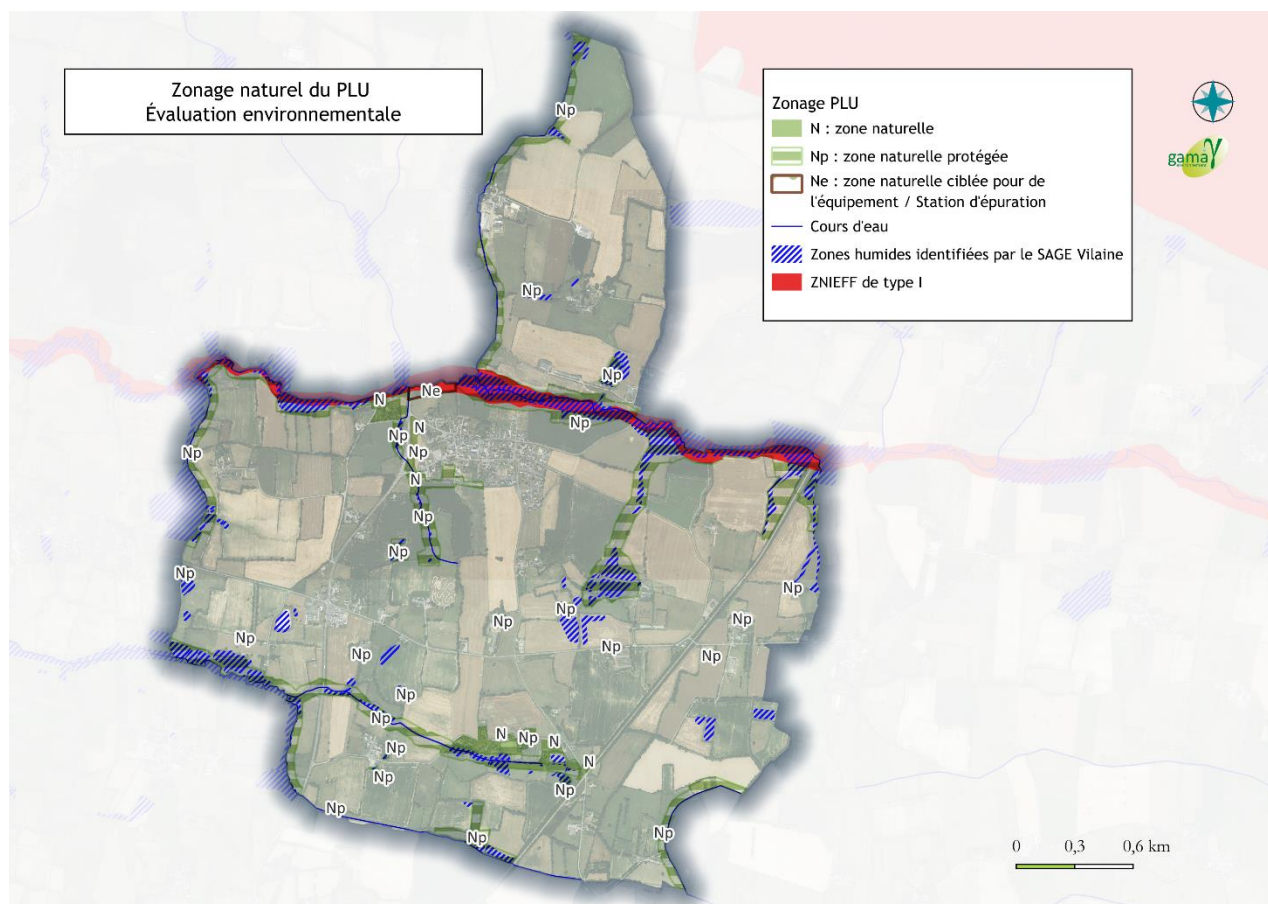 Zonage naturel du PLU
Évaluation environnementale
Zonage PLU
N : zone naturelle
Np : zone naturelle protégée
Ne : zone naturelle ciblée pour de
l'équipement / Station d'épuration
Cours d'eau
Zones humides identifiées par le SAGE Vilaine
ZNIEFF de type I
gama
Np
Np
Np
N
Ne
Np
N
Np
Np
Np
N
Np
Np
Np
Np
Np
Np
Np
Np
Np
Np
Np
Np
Np
N
Np
N
Np
N
Np
Np
Np
Np
Np
0
0,3
0,6 km